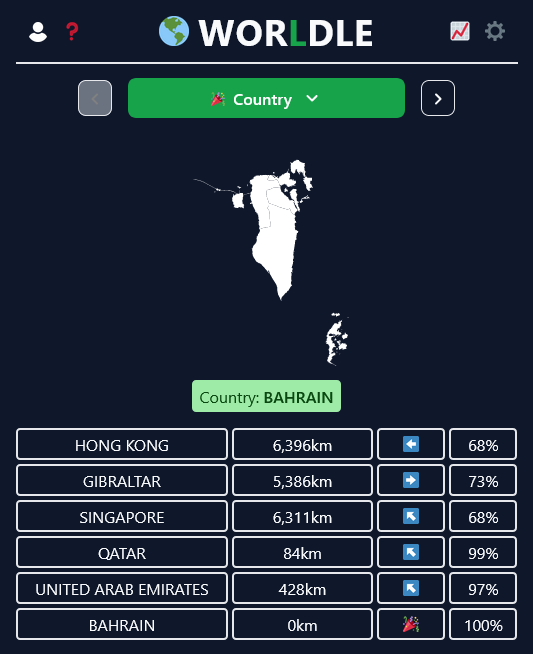 WORLDLE
Country
Country: BAHRAIN
HONG KONG 6,396km 68%
GIBRALTAR 5,386km 73%
SINGAPORE 6,311km 68%
QATAR 84km 99%
UNITED ARAB EMIRATES 428km 97%
BAHRAIN 0km 100%